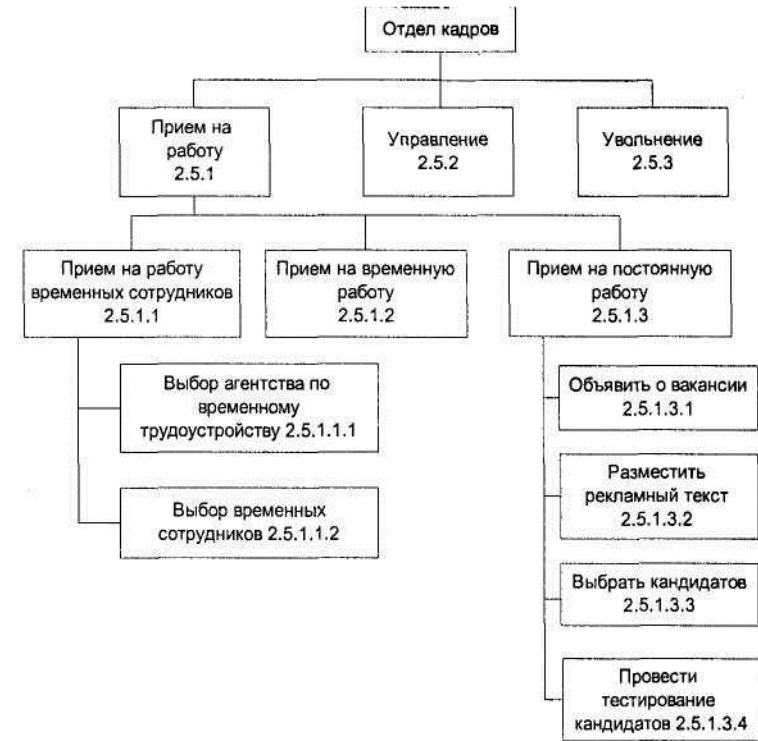 Отдел кадров
Прием на
работу
2.5.1
Управление
2.5.2
Увольнение
2.5.3
Прием на работу
временных сотрудников
2.5.1.1
Прием на временную
работу
2.5.1.2
Прием на постоянную
работу
2.5.1.3
Выбор агентства по
временному
трудоустройству 2.5.1.1.1
Выбор временных
сотрудников 2.5.1.1.2
Объявить о вакансии
2.5.1.3.1
Разместить
рекламный текст
2.5.1.3.2
Выбрать кандидатов
2.5.1.3.3
Провести
тестирование
кандидатов 2.5.1.3.4